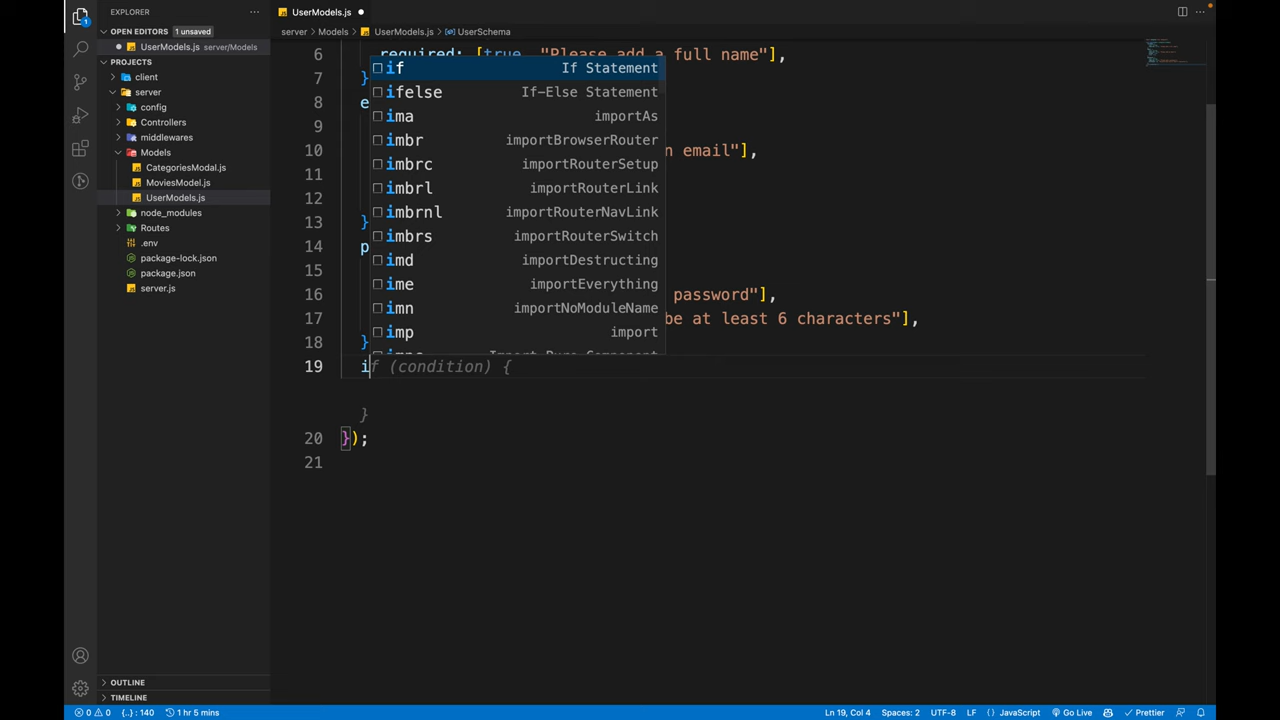 EXPLORER
UserModels.js
OPEN EDITORS 1 unsaved
server Models UserModels.js UserSchema
UserModels.js server/Models
PROJECTS
client
server
config
Controllers
middlewares
Models
CategoriesModal.js
MoviesModel.js
UserModels.js
node_modules
Routes
.env
package-lock.json
package.json
server.js
OUTLINE
TIMELINE
6 required: [true, "Please add a full name"],
7 }
8 e
9
10 n email"],
11
12
13 }
14 p
15
16 password"],
17 be at least 6 characters"],
18 }
19 if (condition) {
}
20 });
21
if If Statement
ifelse If-Else Statement
ima importAs
imbr importBrowserRouter
imbrc importRouterSetup
imbrl importRouterLink
imbrnl importRouterNavLink
imbrs importRouterSwitch
imd importDestructing
ime importEverything
imn importNoModuleName
imp import
1
0 0 {..} : 140 1 hr 5 mins Ln 19, Col 4 Spaces: 2 UTF-8 LF JavaScript Go Live Prettier